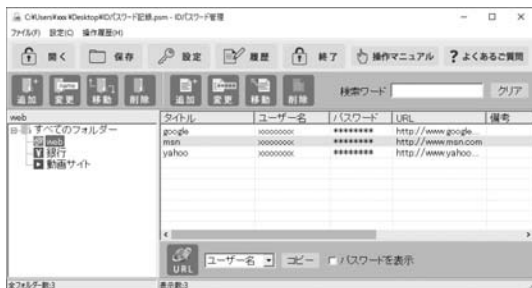 C:¥Users¥xxx¥Desktop¥ID/パスワード記録.psm - ID/パスワード管理
ファイル(F) 設定(C) 操作履歴(H)
開く 保存 設定 履歴 終了 操作マニュアル ?よくあるご質問
追加 変更 移動 削除 追加 変更 移動 削除 検索ワード クリア
web
タイトル ユーザー名 パスワード URL 備考
すべてのフォルダー
web
銀行
動画サイト
google xxxxxxxxx ******** http://www.google...
msn xxxxxxxxx ******** http://www.msn.com
yahoo xxxxxxxxx ******** http://www.yahoo...
URL ユーザー名 コピー パスワードを表示
全フォルダー数:3 表示数:3